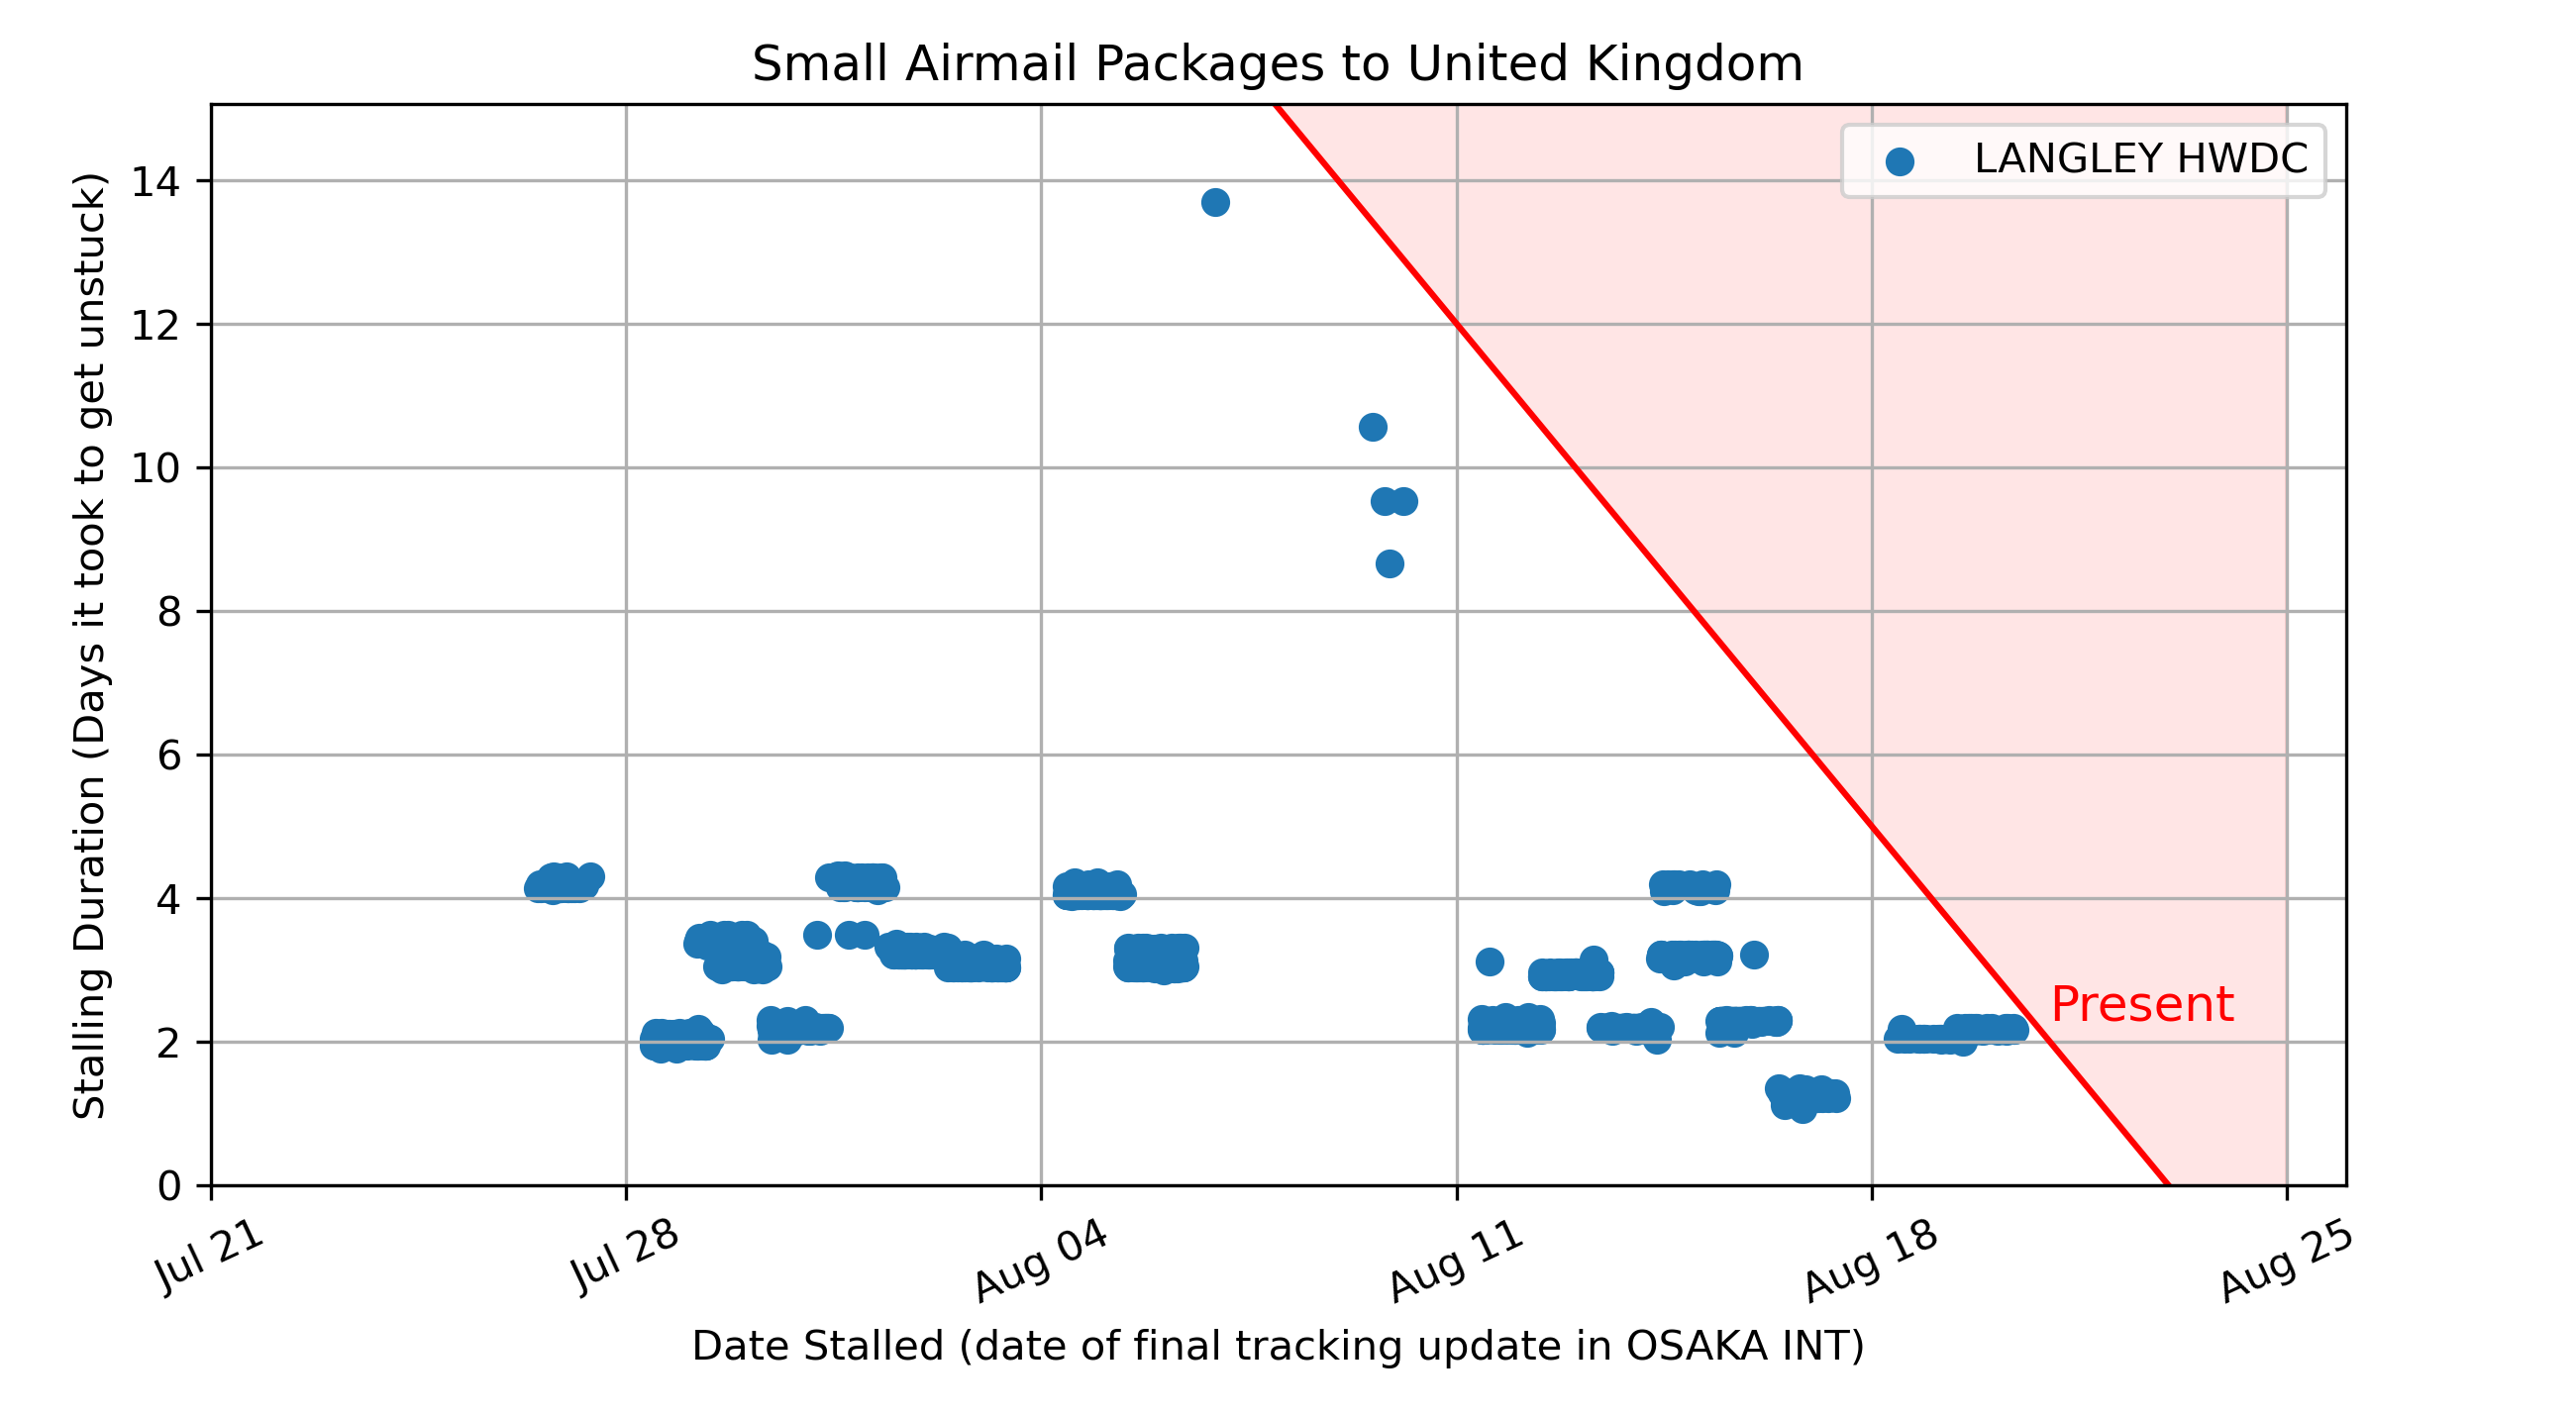 Small Airmail Packages to United Kingdom
LANGLEY HWDC
Stalling Duration (Days it took to get unstuck)
14
12
10
8
6
4
2
0
Present
Jul 21
Jul 28
Aug 04
Aug 11
Aug 18
Aug 25
Date Stalled (date of final tracking update in OSAKA INT)